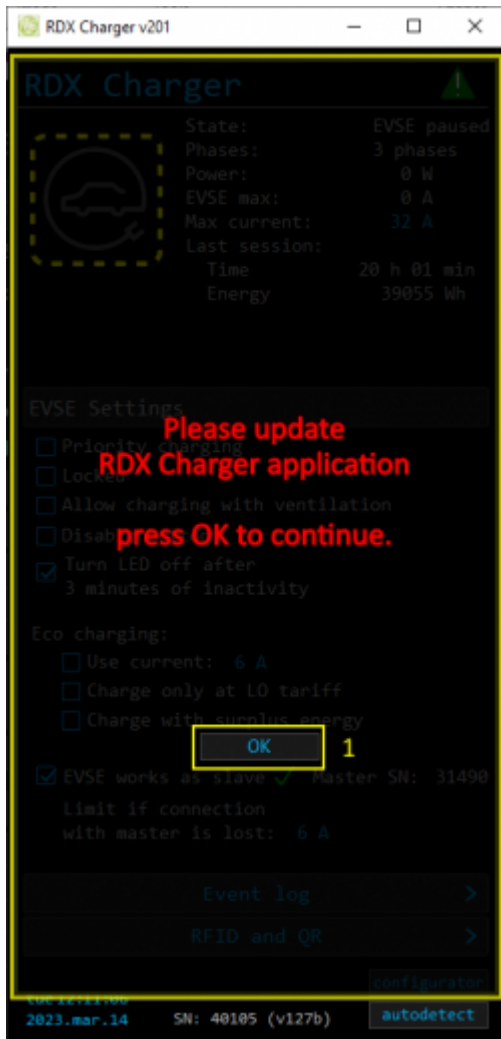 RDX Charger v201
RDX Charger
State: EVSE paused
Phases: 3 phases
Power: 0 W
EVSE max: 0 A
Max current: 32 A
Last session:
Time 20 h 01 min
Energy 39055 Wh
EVSE Settings
Please update
Priority charging
RDX Charger application
Locked
Allow charging with ventilation
press OK to continue.
Turn LED off after
3 minutes of inactivity
Eco charging:
Use current: 6 A
Charge only at LO tariff
Charge with surplus energy
OK 1
EVSE works as slave ✓ Master SN: 31490
Limit if connection
with master is lost: 6 A
Event log >
RFID and QR >
configurator
2023.mar.14 SN: 40105 (v127b) autodetect